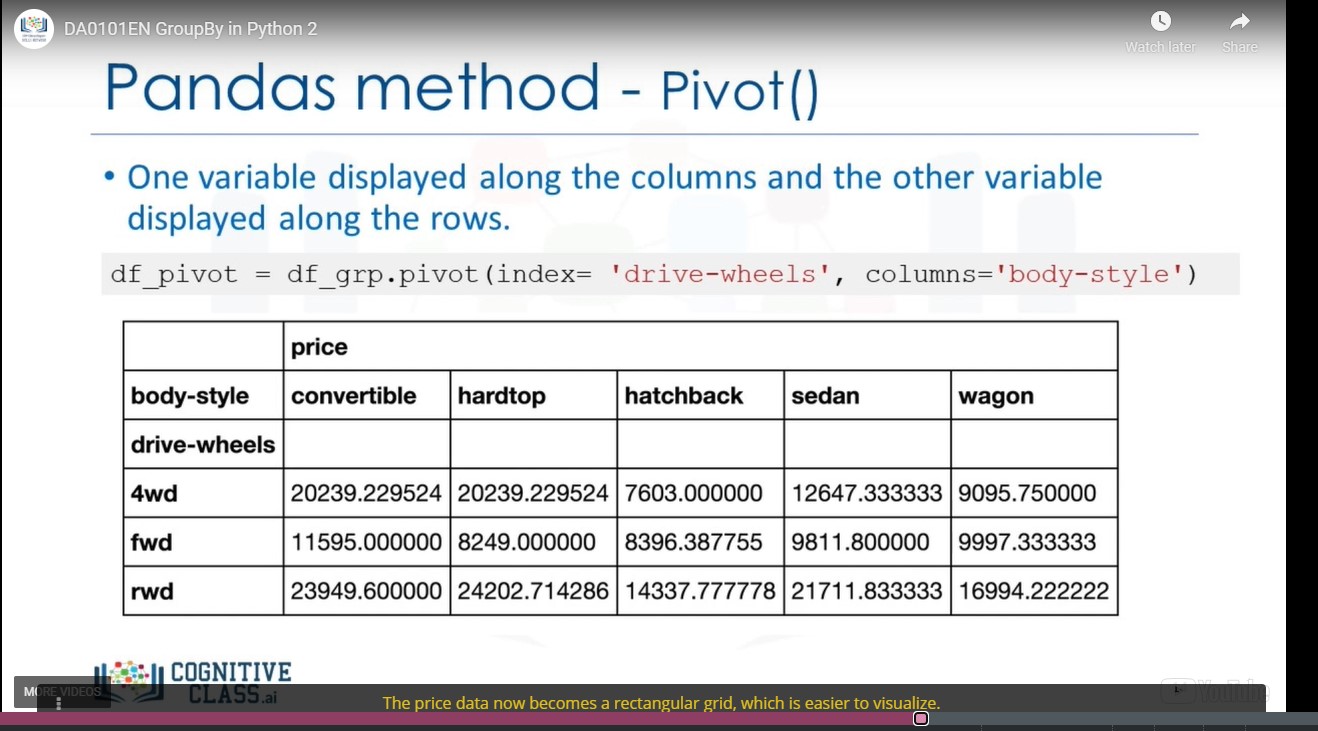 DA0101EN GroupBy in Python 2
Watch later
Share
Pandas method - Pivot()
• One variable displayed along the columns and the other variable
displayed along the rows.
df_pivot = df_grp.pivot(index= 'drive-wheels', columns='body-style')
price
body-style convertible hardtop hatchback sedan wagon
drive-wheels
4wd 20239.229524 20239.229524 7603.000000 12647.333333 9095.750000
fwd 11595.000000 8249.000000 8396.387755 9811.800000 9997.333333
rwd 23949.600000 24202.714286 14337.777778 21711.833333 16994.222222
COGNITIVE
CLASS.ai
MORE VIDEOS
YouTube
The price data now becomes a rectangular grid, which is easier to visualize.